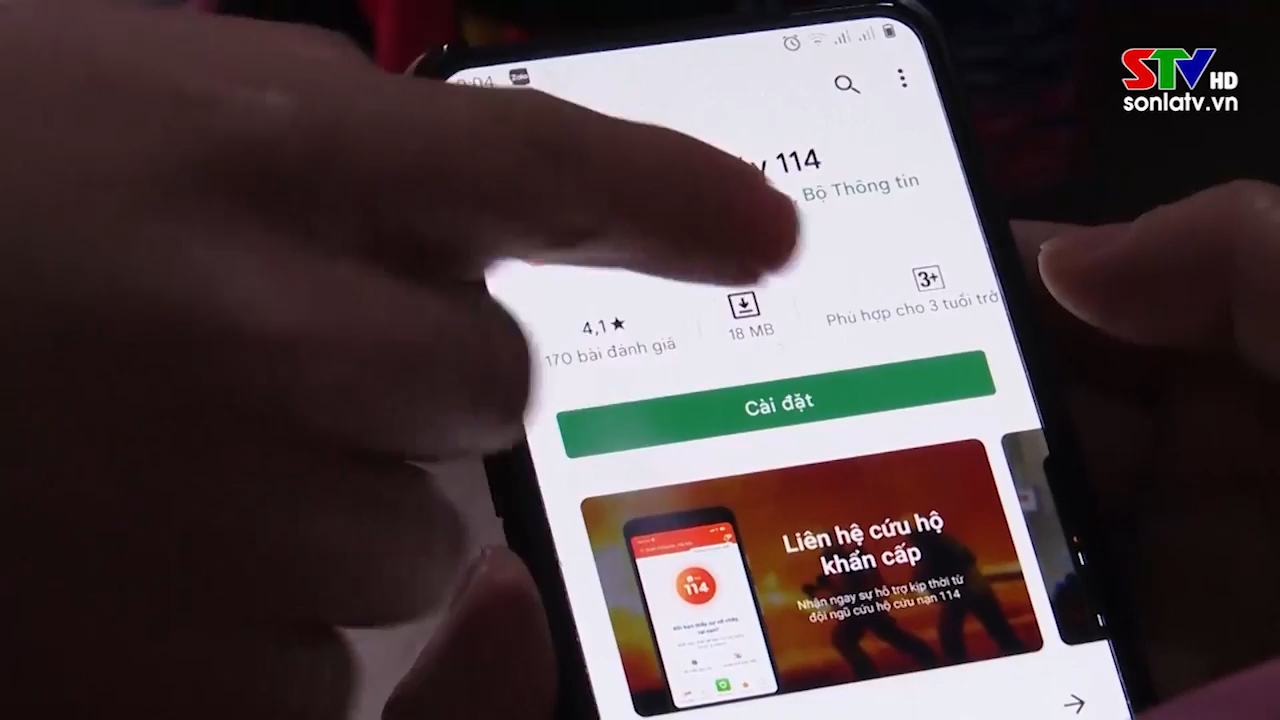 STV HD
sonlatv.vn
Zalo
114
Bộ Thông tin
3+
4,1★
18 MB
Phù hợp cho 3 tuổi trở
170 bài đánh giá
Cài đặt
Liên hệ cứu hộ
khẩn cấp
Nhận ngay sự hỗ trợ kịp thời từ
đội ngũ cứu hộ cứu nạn 114
114